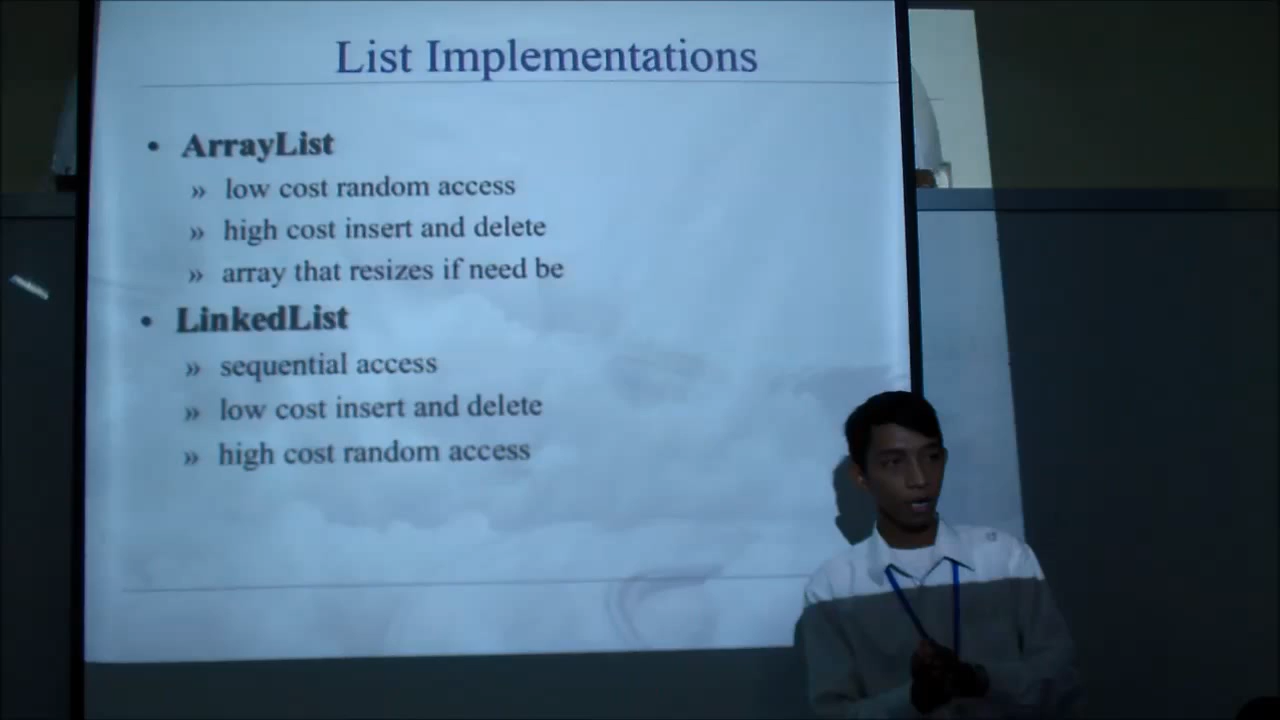 List Implementations
• ArrayList
» low cost random access
» high cost insert and delete
» array that resizes if need be
• LinkedList
» sequential access
» low cost insert and delete
» high cost random access